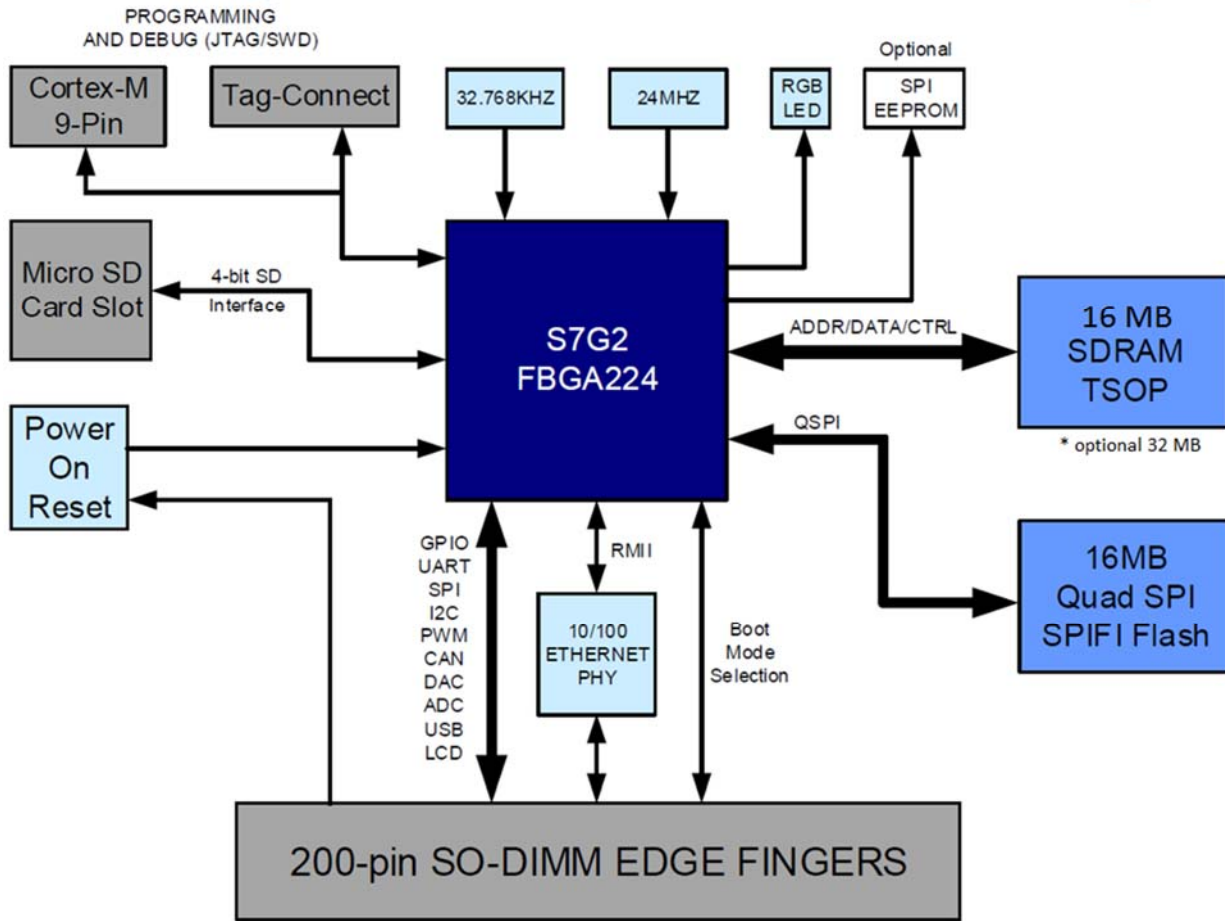 PROGRAMMING
AND DEBUG (JTAG/SWD)
Cortex-M
9-Pin
Tag-Connect
32.768KHZ
24MHZ
RGB
LED
Optional
SPI
EEPROM
Micro SD
Card Slot
4-bit SD
Interface
S7G2
FBGA224
ADDR/DATA/CTRL
16 MB
SDRAM
TSOP
* optional 32 MB
Power
On
Reset
QSPI
16MB
Quad SPI
SPIFI Flash
GPIO
UART
SPI
I2C
PWM
CAN
DAC
ADC
USB
LCD
RMII
10/100
ETHERNET
PHY
Boot
Mode
Selection
200-pin SO-DIMM EDGE FINGERS